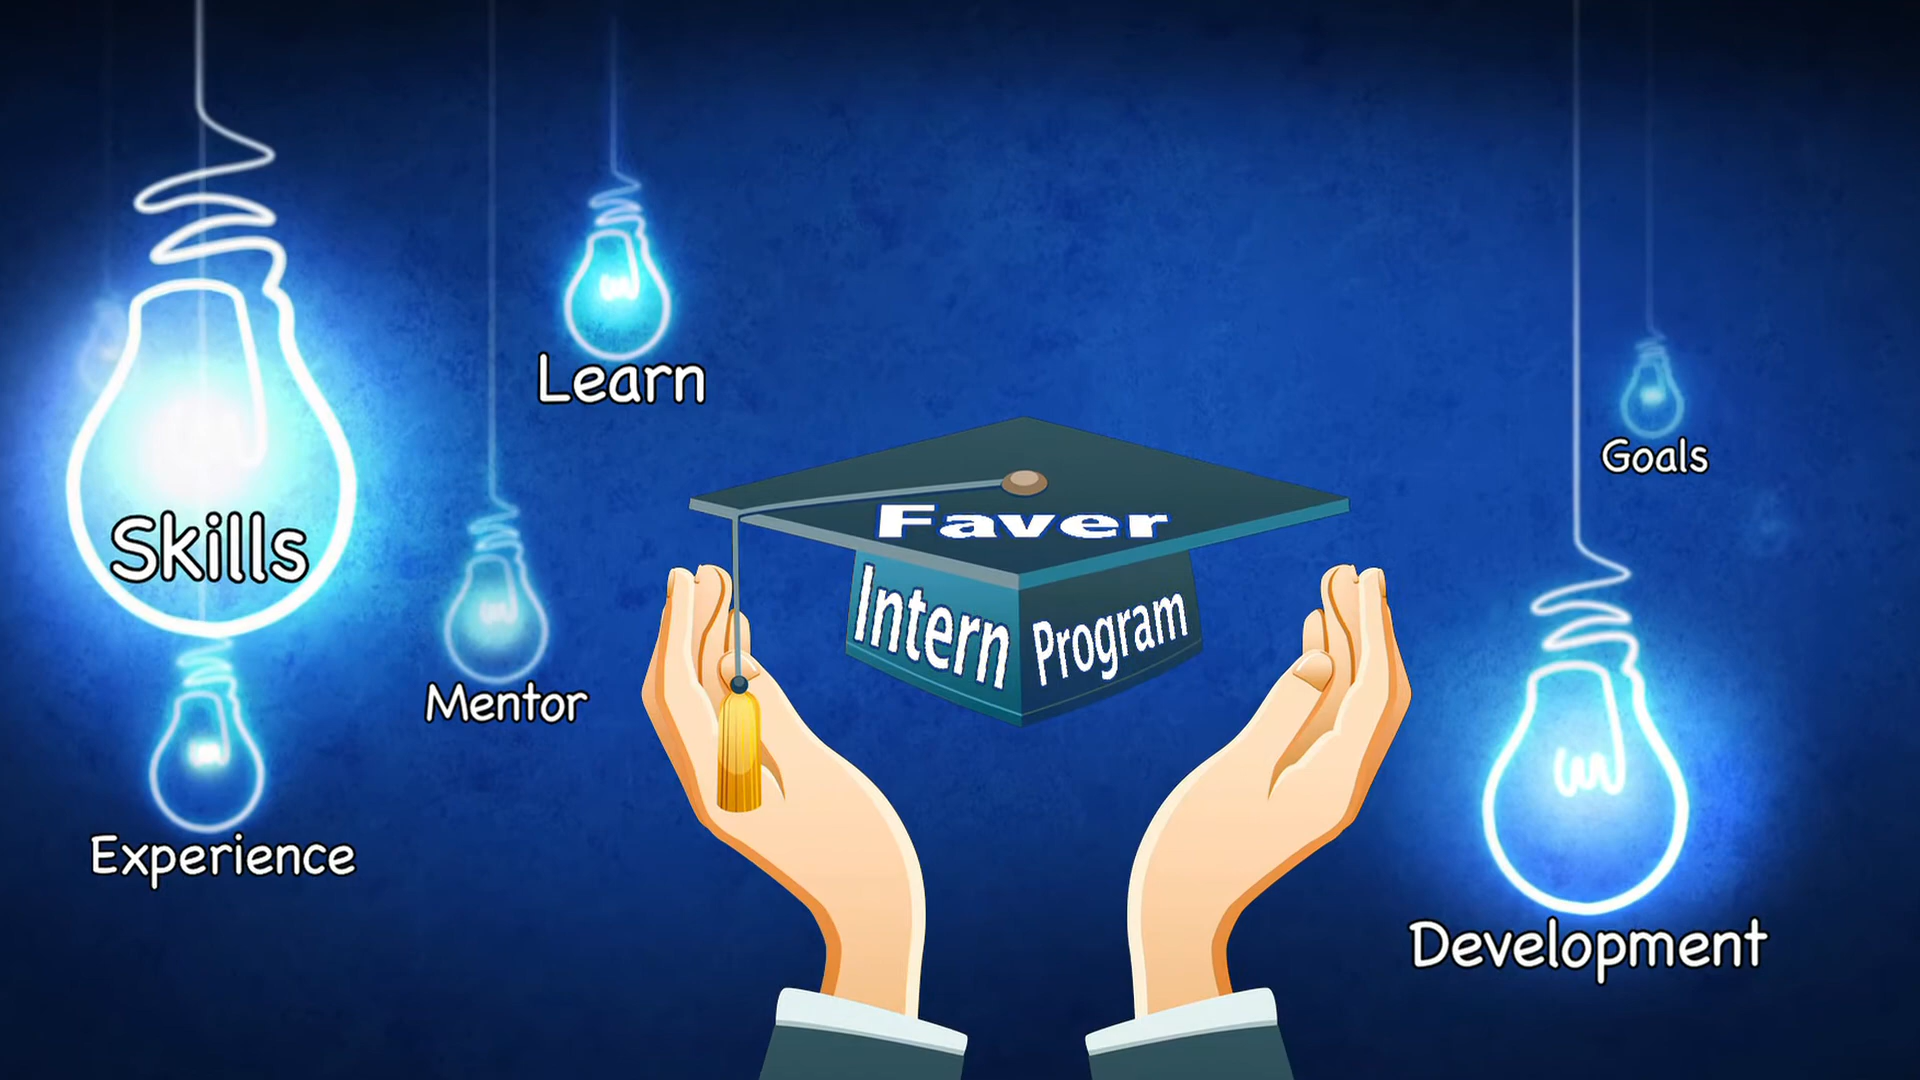 Learn
Goals
Skills
Faver
Intern Program
Mentor
Experience
Development